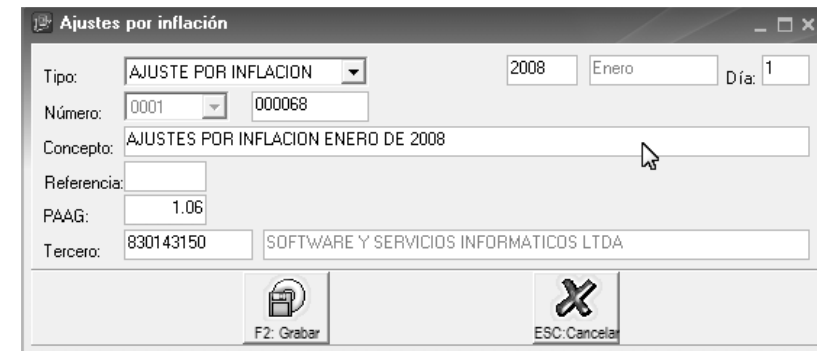 Ajustes por inflación
Tipo: AJUSTE POR INFLACION 2008 Enero Día: 1
Número: 0001 000068
Concepto: AJUSTES POR INFLACION ENERO DE 2008
Referencia:
PAAG: 1.06
Tercero: 830143150 SOFTWARE Y SERVICIOS INFORMATICOS LTDA
F2: Grabar ESC:Cancelar